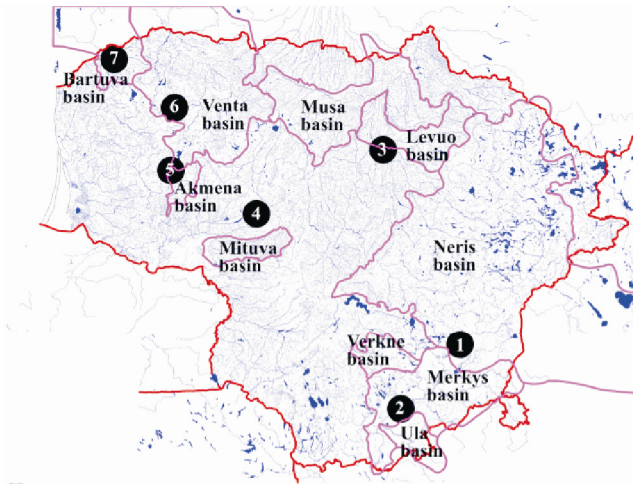 7
Bartuva
basin
6
Venta
basin
Musa
basin
3
Levuo
basin
5
Akmena
basin
4
Mituva
basin
Neris
basin
Verkne
basin
1
Merkys
basin
2
Ula
basin